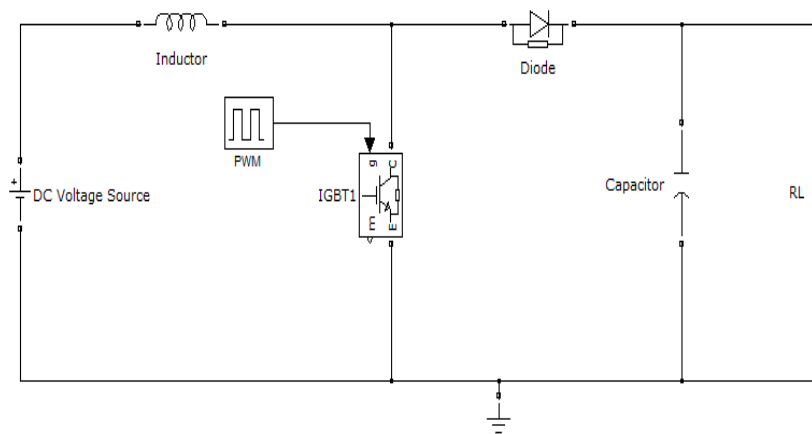 Inductor
Diode
PWM
g C
DC Voltage Source
IGBT1
E E
Capacitor
RL